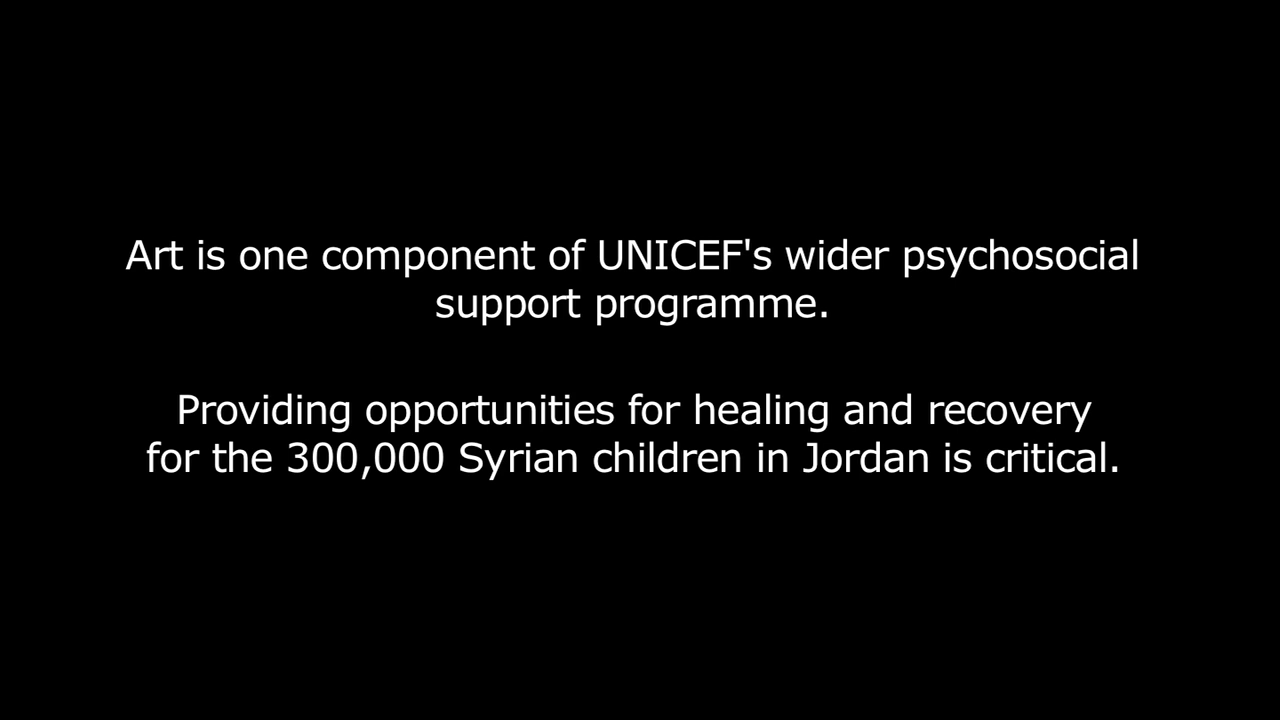 Art is one component of UNICEF's wider psychosocial
support programme.
Providing opportunities for healing and recovery
for the 300,000 Syrian children in Jordan is critical.